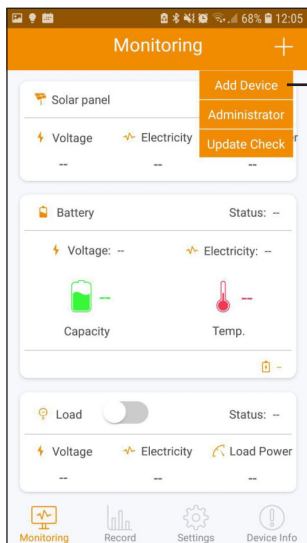 68% 12:05
Monitoring
Add Device
Solar panel
Administrator
Voltage Electricity r
Update Check
-- -- --
Battery Status: --
Voltage: -- Electricity: --
-- --
Capacity Temp.
--
Load Status: --
Voltage Electricity Load Power
-- -- --
Monitoring Record Settings Device Info